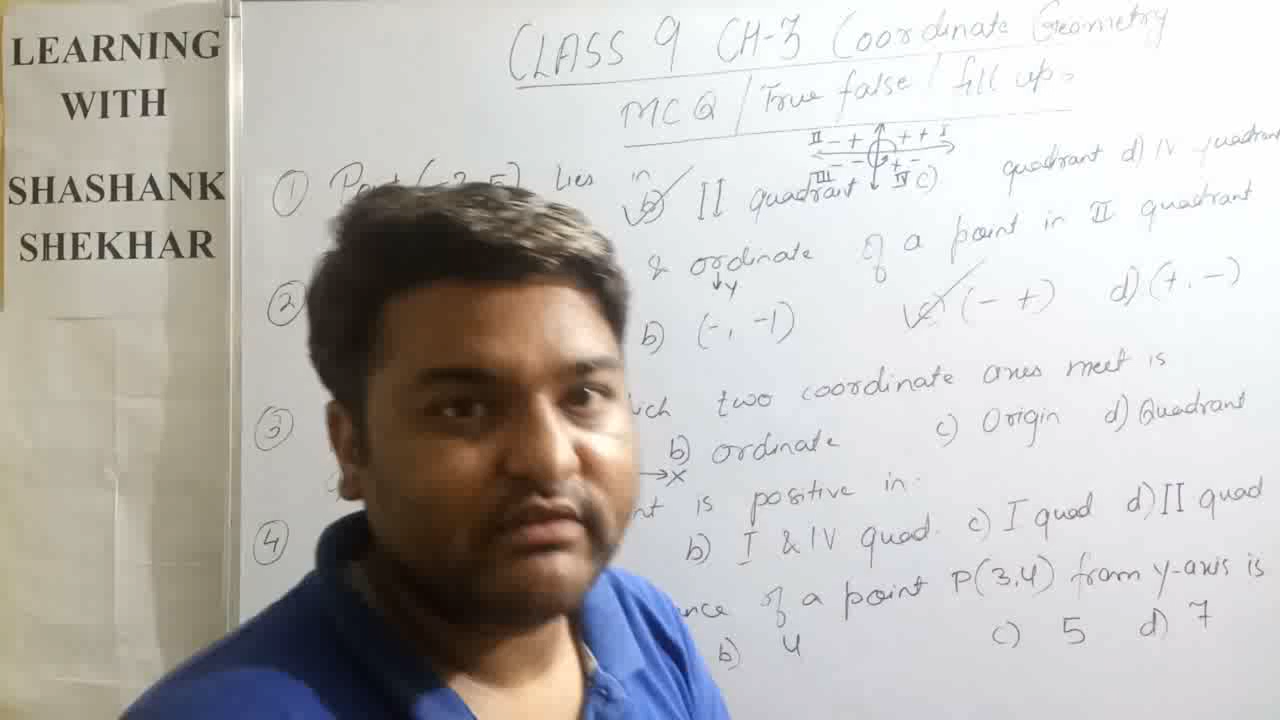 LEARNING
WITH
SHASHANK
SHEKHAR
CLASS 9 CH-3 Coordinate Geometry
MCQ / True false / fill up.
II - + + + I
- - + -
III IV
① Point (-3, 5) lies in
b) II quadrant c) quadrant d) IV quadrant
② & ordinate of a point in II quadrant
↓y
b) (-, -1) c) (- +) d) (+, -)
③ two coordinate axes meet is
b) ordinate c) Origin d) Quadrant
→X
④ is positive in.
b) I & IV quad. c) I quad d) II quad
of a point P(3,4) from y-axis is
b) 4 c) 5 d) 7